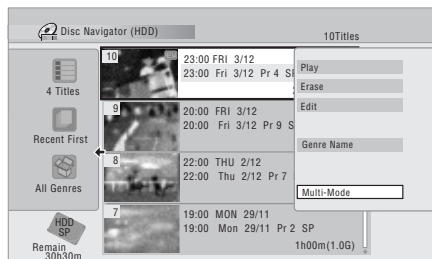 Disc Navigator (HDD)
10Titles
4 Titles
Recent First
All Genres
HDD
SP
Remain
30h30m
10
23:00 FRI 3/12
23:00 Fri 3/12 Pr 4
9
20:00 FRI 3/12
20:00 Fri 3/12 Pr 9 S
8
22:00 THU 2/12
22:00 Thu 2/12 Pr 7
7
19:00 MON 29/11
19:00 Mon 29/11 Pr 2 SP
1h00m(1.0G)
Play
Erase
Edit
Genre Name
Multi-Mode